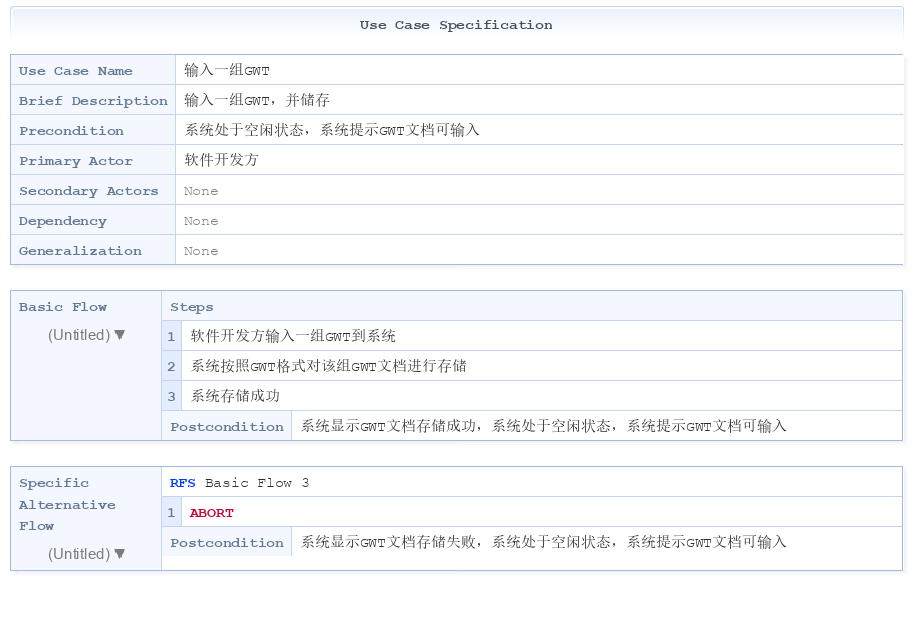 Use Case Specification
Use Case Name 输入一组GWT
Brief Description 输入一组GWT，并储存
Precondition 系统处于空闲状态，系统提示GWT文档可输入
Primary Actor 软件开发方
Secondary Actors None
Dependency None
Generalization None
Basic Flow Steps
(Untitled) ▼
1 软件开发方输入一组GWT到系统
2 系统按照GWT格式对该组GWT文档进行存储
3 系统存储成功
Postcondition 系统显示GWT文档存储成功，系统处于空闲状态，系统提示GWT文档可输入
Specific
Alternative
Flow
(Untitled) ▼
RFS Basic Flow 3
1 ABORT
Postcondition 系统显示GWT文档存储失败，系统处于空闲状态，系统提示GWT文档可输入